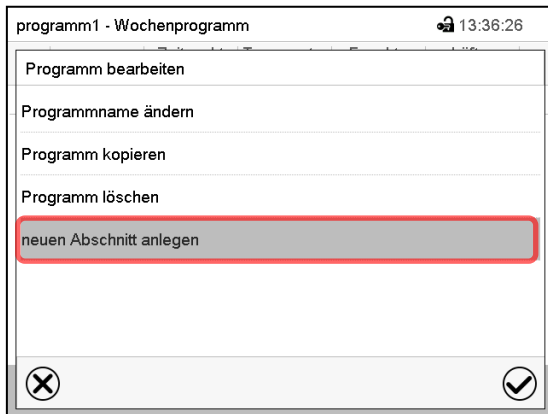 programm1 - Wochenprogramm 13:36:26
Programm bearbeiten
Programmname ändern
Programm kopieren
Programm löschen
neuen Abschnitt anlegen